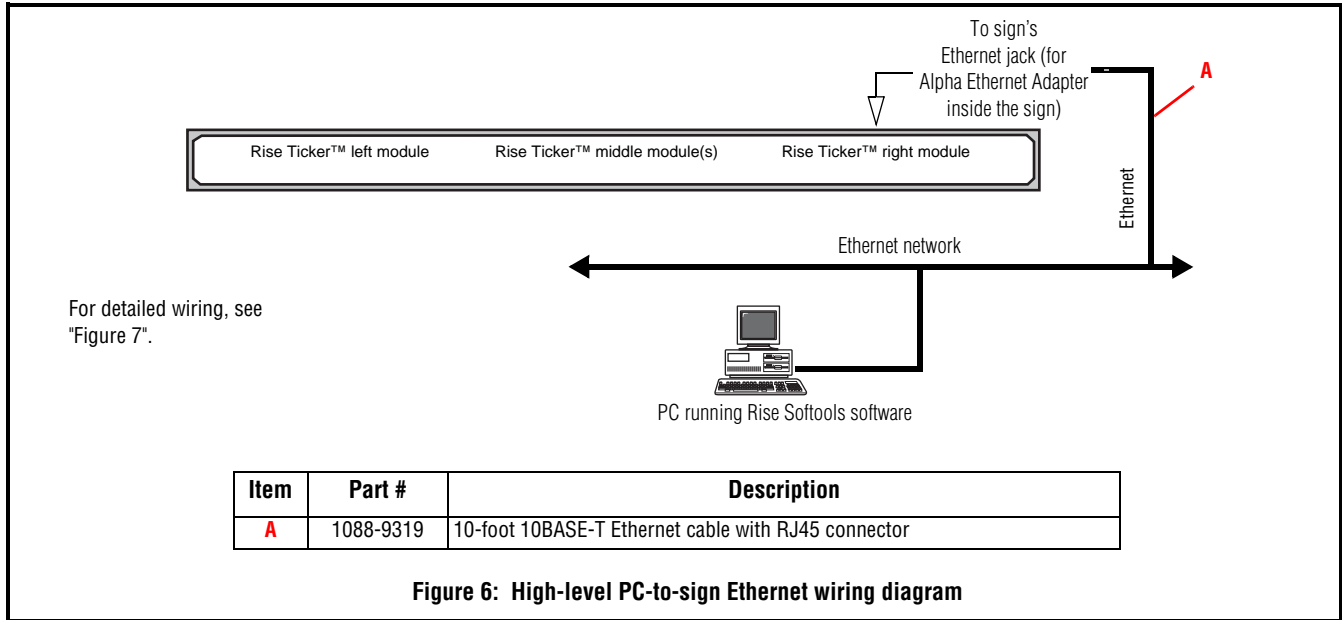 To sign's
Ethernet jack (for
Alpha Ethernet Adapter
inside the sign)
A
Rise Ticker™ left module
Rise Ticker™ middle module(s)
Rise Ticker™ right module
Ethernet
Ethernet network
For detailed wiring, see
"Figure 7".
PC running Rise Softools software
Item Part # Description
A 1088-9319 10-foot 10BASE-T Ethernet cable with RJ45 connector
Figure 6: High-level PC-to-sign Ethernet wiring diagram